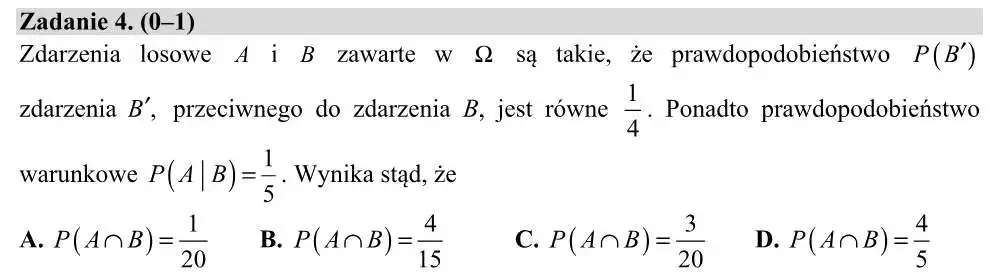 Zadanie 4. (0–1)
Zdarzenia losowe A i B zawarte w Ω są takie, że prawdopodobieństwo P(B′)
zdarzenia B′, przeciwnego do zdarzenia B, jest równe 1/4. Ponadto prawdopodobieństwo
warunkowe P(A | B) = 1/5. Wynika stąd, że
A. P(A∩B) = 1/20 B. P(A∩B) = 4/15 C. P(A∩B) = 3/20 D. P(A∩B) = 4/5